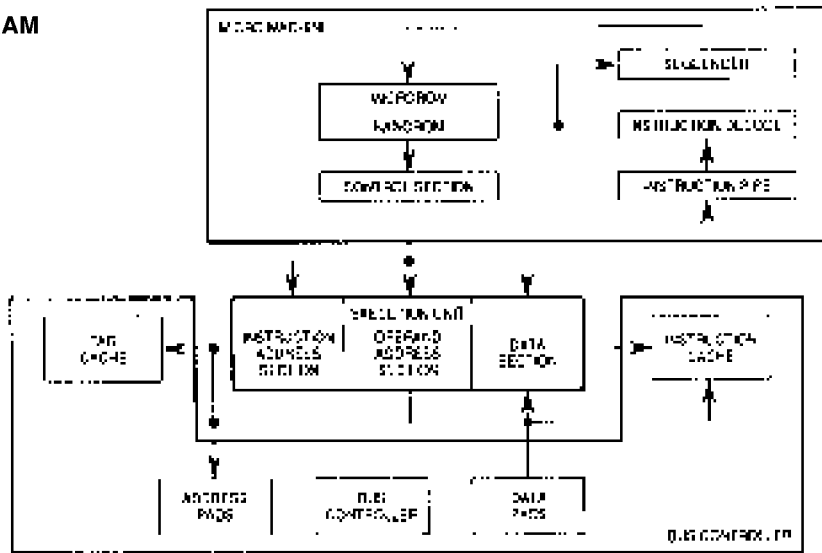 AM
MICROMACHINE
SEQUENCER
MICROROM
NANOROM
INSTRUCTION DECODE
CONTROL SECTION
INSTRUCTION PIPE
EXECUTION UNIT
TAG
CACHE
INSTRUCTION
ADDRESS
SECTION
OPERAND
ADDRESS
SECTION
DATA
SECTION
INSTRUCTION
CACHE
ADDRESS
PADS
BUS
CONTROLLER
DATA
PADS
BUS CONTROLLER